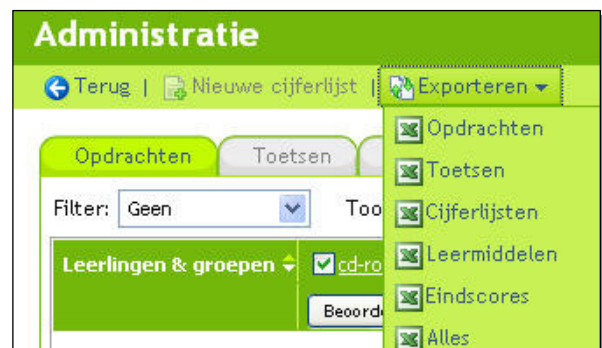 Administratie
Terug | Nieuwe cijferlijst | Exporteren
Opdrachten
Opdrachten Toetsen
Toetsen
Filter: Geen
Cijferlijsten
Leermiddelen
Leerlingen & groepen
Eindscores
Alles